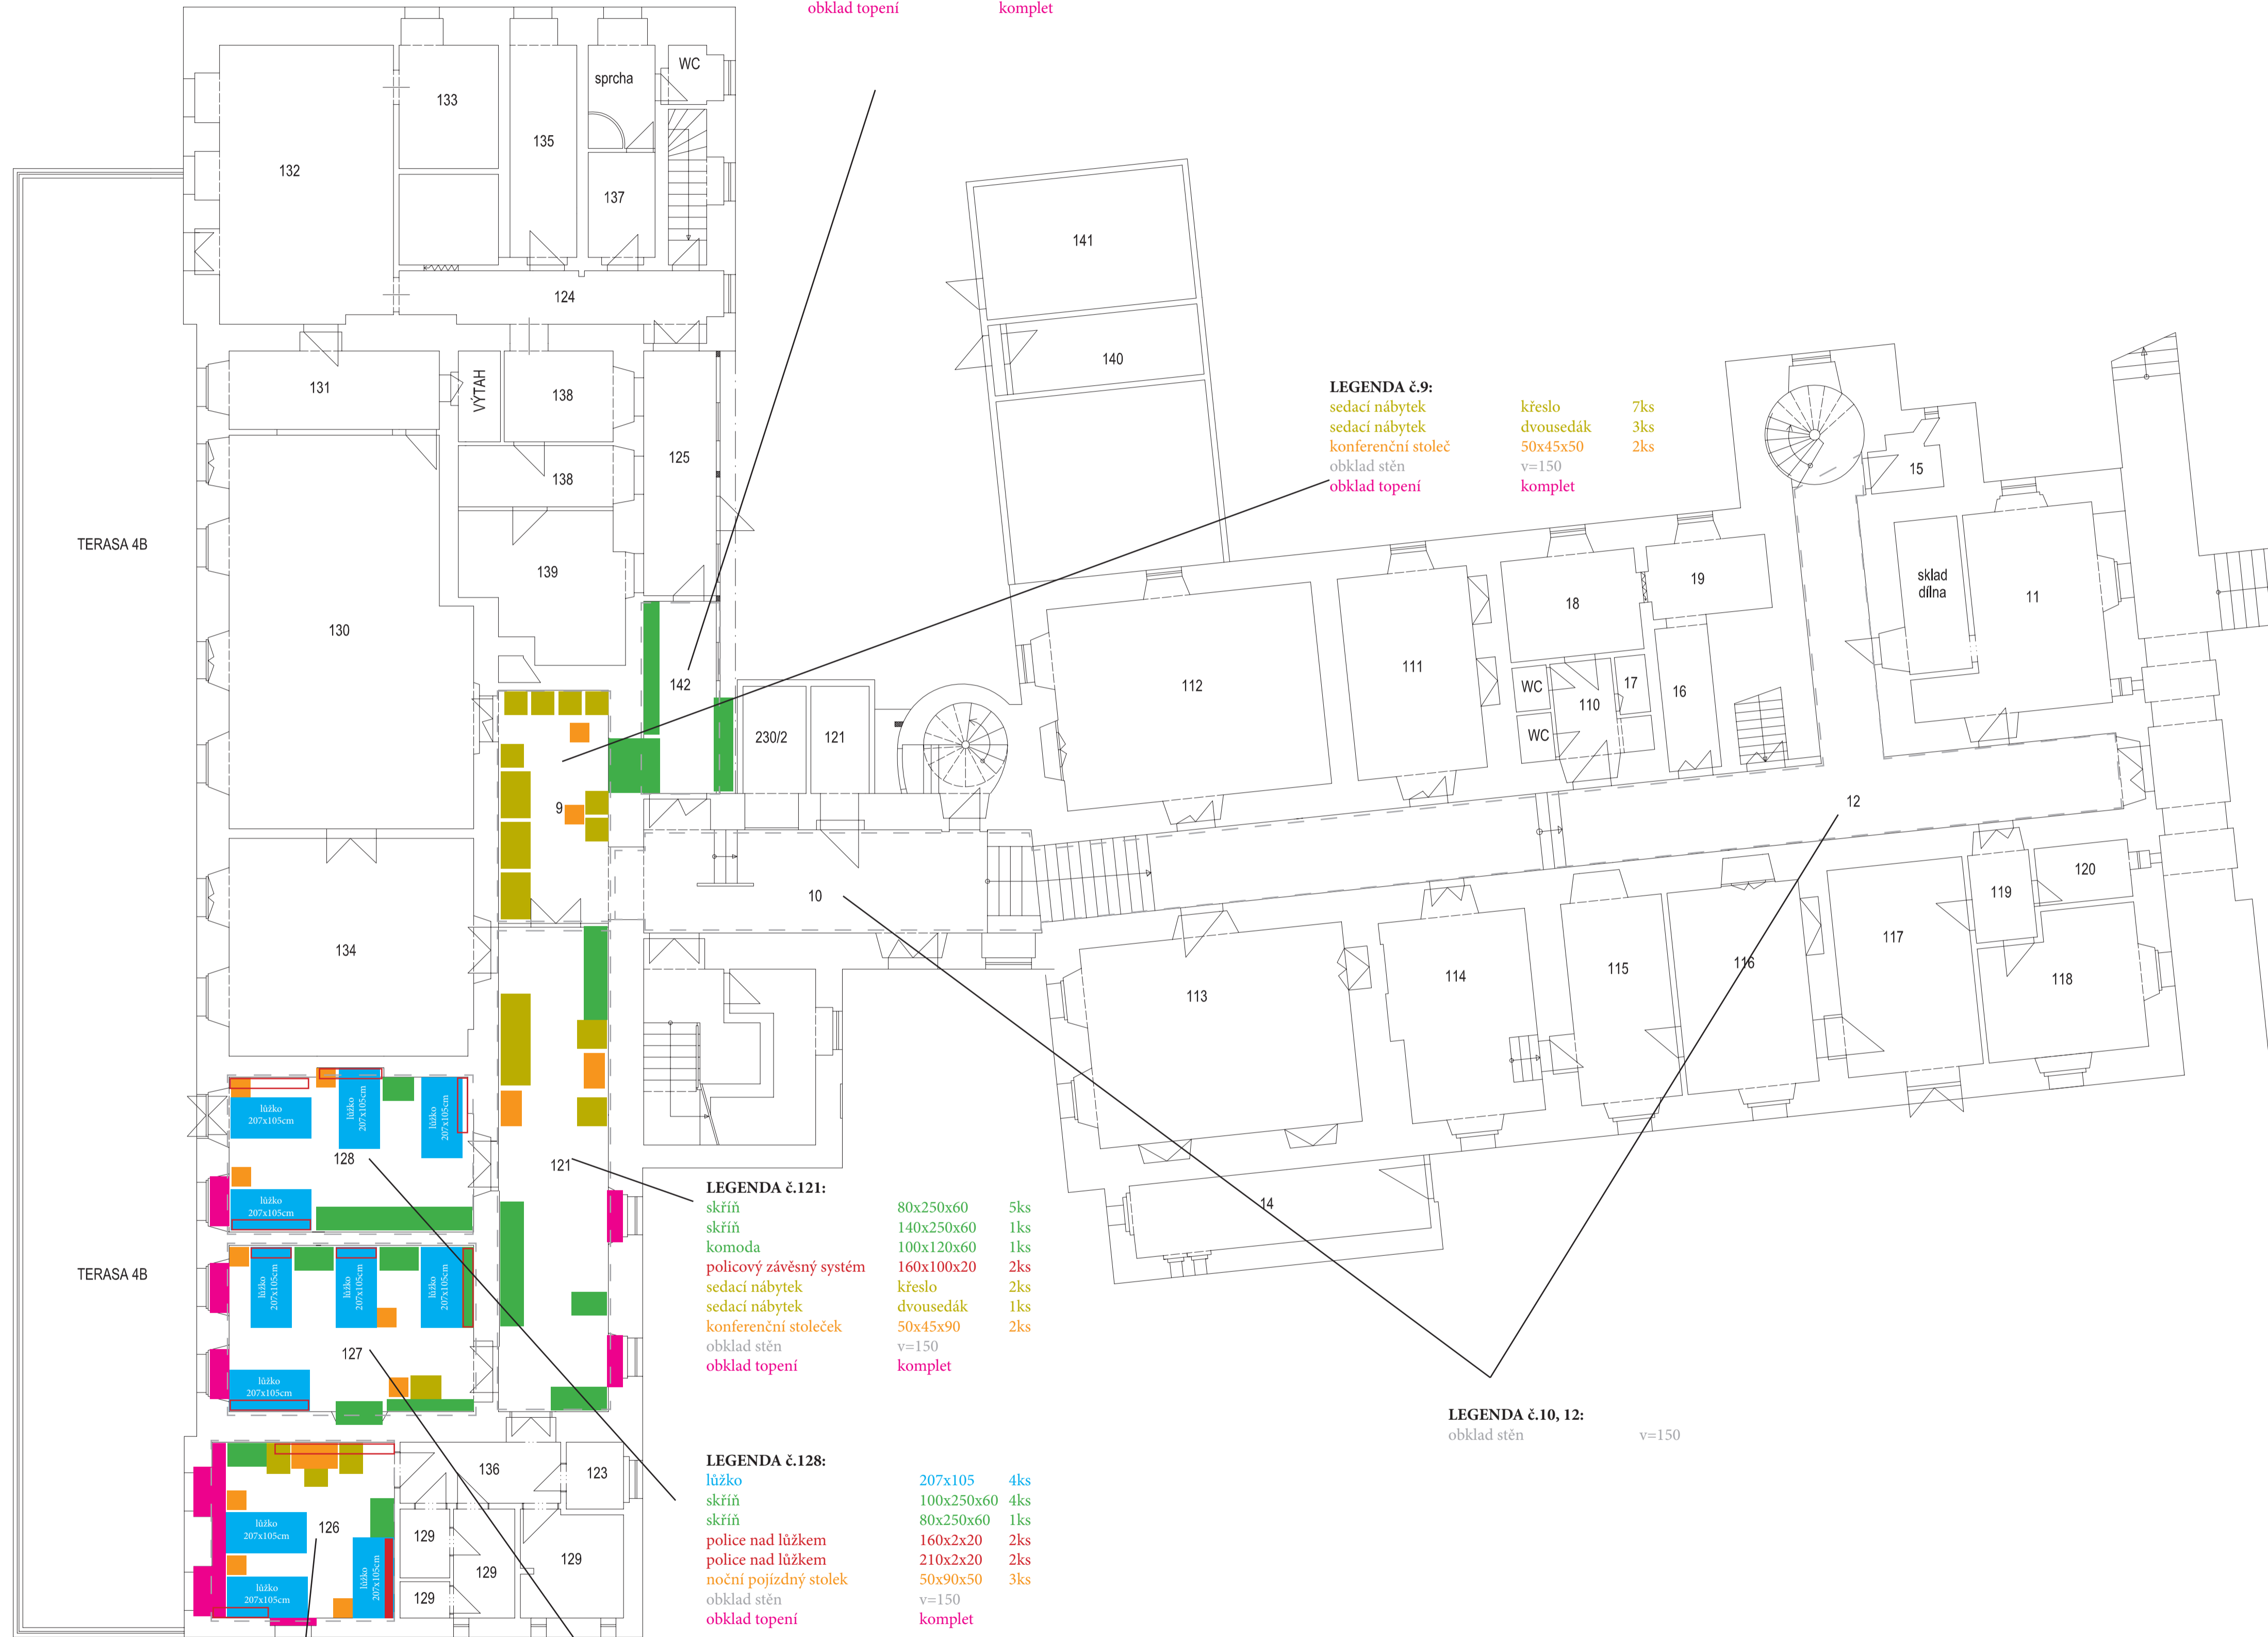 obklad topení komplet
WC
sprcha
133
135
132
137
141
124
140
131
VÝTAH
138
125
138
LEGENDA č.9:
sedací nábytek křeslo 7ks
sedací nábytek dvousedák 3ks
konferenční stoleč 50x45x50 2ks
obklad stěn v=150
obklad topení komplet
15
TERASA 4B
139
19
sklad
dílna
11
18
130
111
142
112
WC
17
16
110
WC
230/2
121
9
12
10
120
119
117
134
113
114
115
116
118
lůžko
207x105cm
lůžko
207x105cm
lůžko
207x105cm
128
121
lůžko
207x105cm
14
LEGENDA č.121:
skříň 80x250x60 5ks
skříň 140x250x60 1ks
komoda 100x120x60 1ks
policový závěsný systém 160x100x20 2ks
sedací nábytek křeslo 2ks
sedací nábytek dvousedák 1ks
konferenční stoleček 50x45x90 2ks
obklad stěn v=150
obklad topení komplet
TERASA 4B
lůžko
207x105cm
lůžko
207x105cm
lůžko
207x105cm
127
lůžko
207x105cm
LEGENDA č.10, 12:
obklad stěn v=150
136
123
LEGENDA č.128:
lůžko 207x105 4ks
skříň 100x250x60 4ks
skříň 80x250x60 1ks
police nad lůžkem 160x2x20 2ks
police nad lůžkem 210x2x20 2ks
noční pojízdný stolek 50x90x50 3ks
obklad stěn v=150
obklad topení komplet
lůžko
207x105cm
126
129
129
129
129
lůžko
207x105cm
lůžko
207x105cm